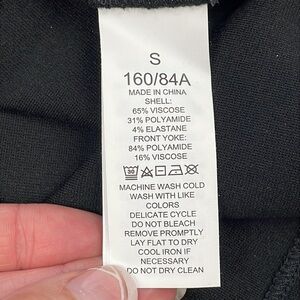 S
160/84A
MADE IN CHINA
SHELL:
65% VISCOSE
31% POLYAMIDE
4% ELASTANE
FRONT YOKE:
84% POLYAMIDE
16% VISCOSE
30
MACHINE WASH COLD
WASH WITH LIKE
COLORS
DELICATE CYCLE
DO NOT BLEACH
REMOVE PROMPTLY
LAY FLAT TO DRY
COOL IRON IF
NECESSARY
DO NOT DRY CLEAN